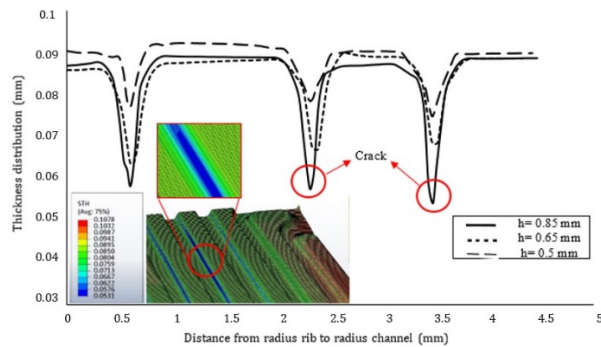 Thickness distribution (mm)
0.1
0.09
0.08
0.07
0.06
0.05
0.04
0.03
Crack
STH
(Avg: 75%)
0.1078
0.1032
0.0987
0.0941
0.0895
0.0850
0.0804
0.0759
0.0713
0.0667
0.0622
0.0576
0.0531
h= 0.85 mm
h= 0.65 mm
h= 0.5 mm
0 0.5 1 1.5 2 2.5 3 3.5 4 4.5 5
Distance from radius rib to radius channel (mm)